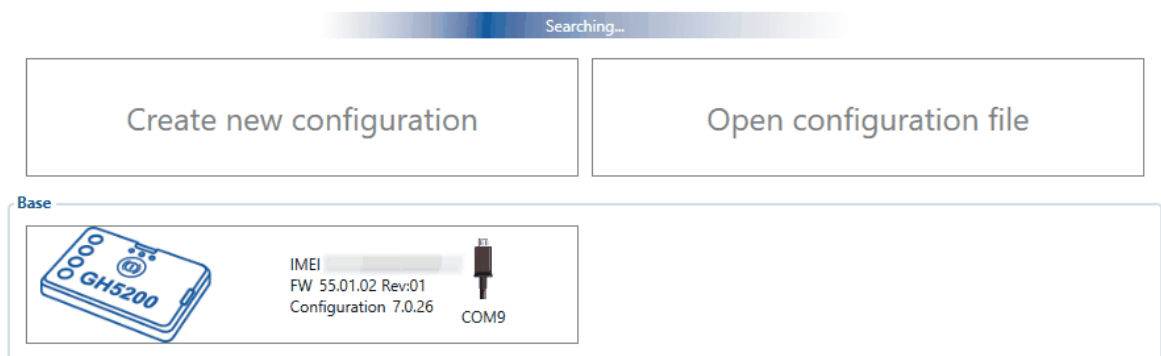 Searching...
Create new configuration
Open configuration file
Base
GH5200
IMEI
FW 55.01.02 Rev:01
Configuration 7.0.26
COM9